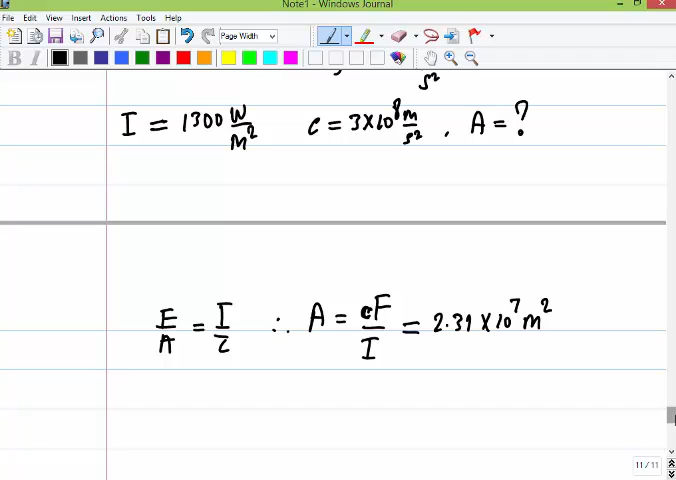 Note1 - Windows Journal
File Edit View Insert Actions Tools Help
Page Width
B I
s²
I = 1300 W/m² c = 3×10⁸ m/s² , A = ?
F/A = I/c ∴ A = cF/I = 2.31 × 10⁷ m²
11 / 11